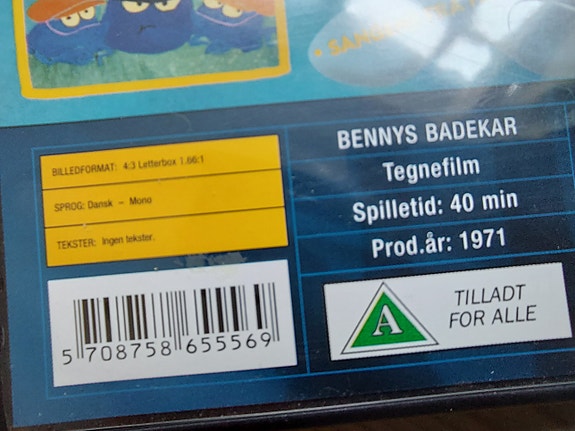 BILLEDFORMAT: 4:3 Letterbox 1.66:1
SPROG: Dansk – Mono
TEKSTER: Ingen tekster.
5 708758 655569
BENNYS BADEKAR
Tegnefilm
Spilletid: 40 min
Prod.år: 1971
A
TILLADT
FOR ALLE